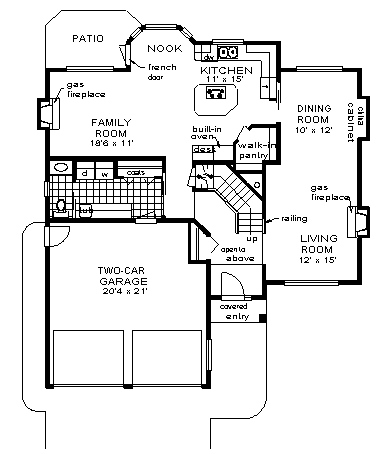 PATIO
NOOK
french
door
dw
KITCHEN
11' x 15'
gas
fireplace
FAMILY
ROOM
18'6 x 11'
DINING
ROOM
10' x 12'
china
cabinet
built-in
oven
desk
walk-in
pantry
d
w
coats
tub
gas
fireplace
railing
up
open to
above
LIVING
ROOM
12' x 15'
TWO-CAR
GARAGE
20'4 x 21'
covered
entry